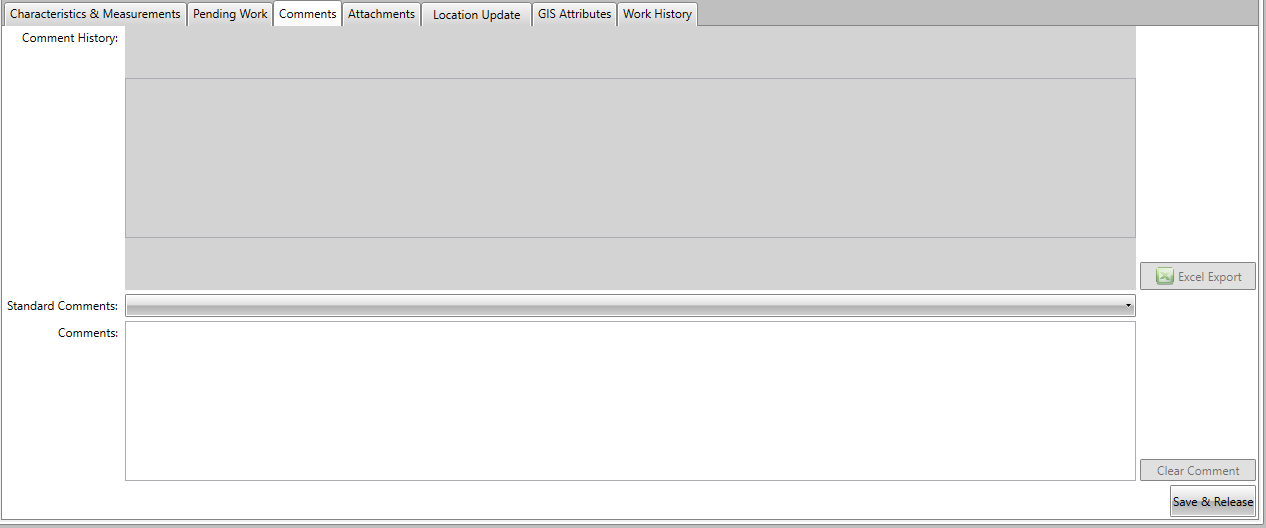 Characteristics & Measurements Pending Work Comments Attachments Location Update GIS Attributes Work History
Comment History:
Excel Export
Standard Comments:
Comments:
Clear Comment
Save & Release